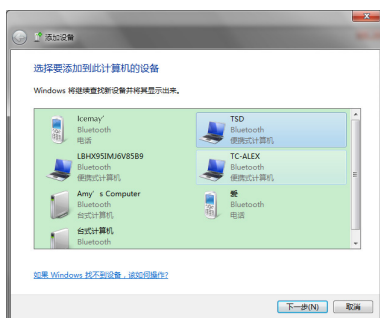 添加设备
选择要添加到此计算机的设备
Windows 将继续查找新设备并将其显示出来。
Icemay'
Bluetooth
电话
TSD
Bluetooth
便携式计算机
LBHX95IMJ6V85B9
Bluetooth
便携式计算机
TC-ALEX
Bluetooth
便携式计算机
Amy' s Computer
Bluetooth
台式计算机
爱
Bluetooth
电话
台式计算机
Bluetooth
如果 Windows 找不到设备，该如何操作?
下一步(N)
取消